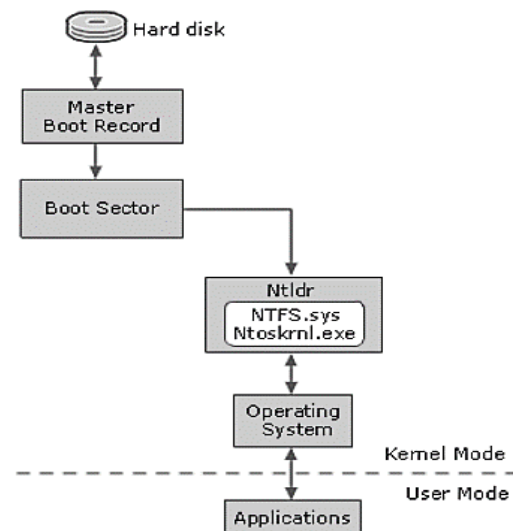 Hard disk
Master
Boot Record
Boot Sector
Ntldr
NTFS.sys
Ntoskrnl.exe
Operating
System
Kernel Mode
User Mode
Applications